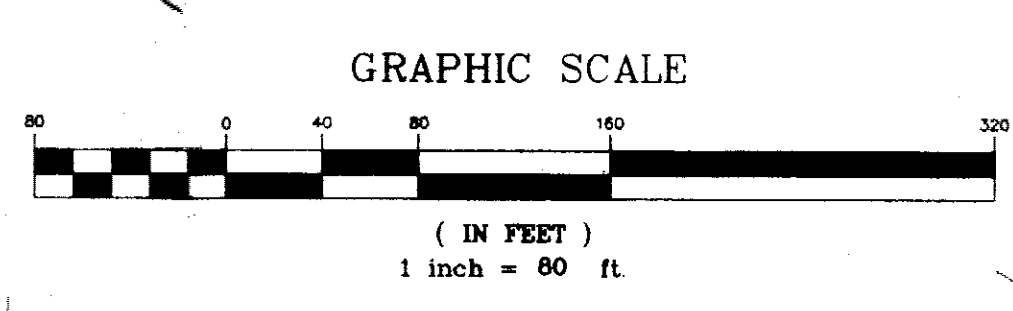 GRAPHIC SCALE
80 0 40 80 160 320
( IN FEET )
1 inch = 80 ft.